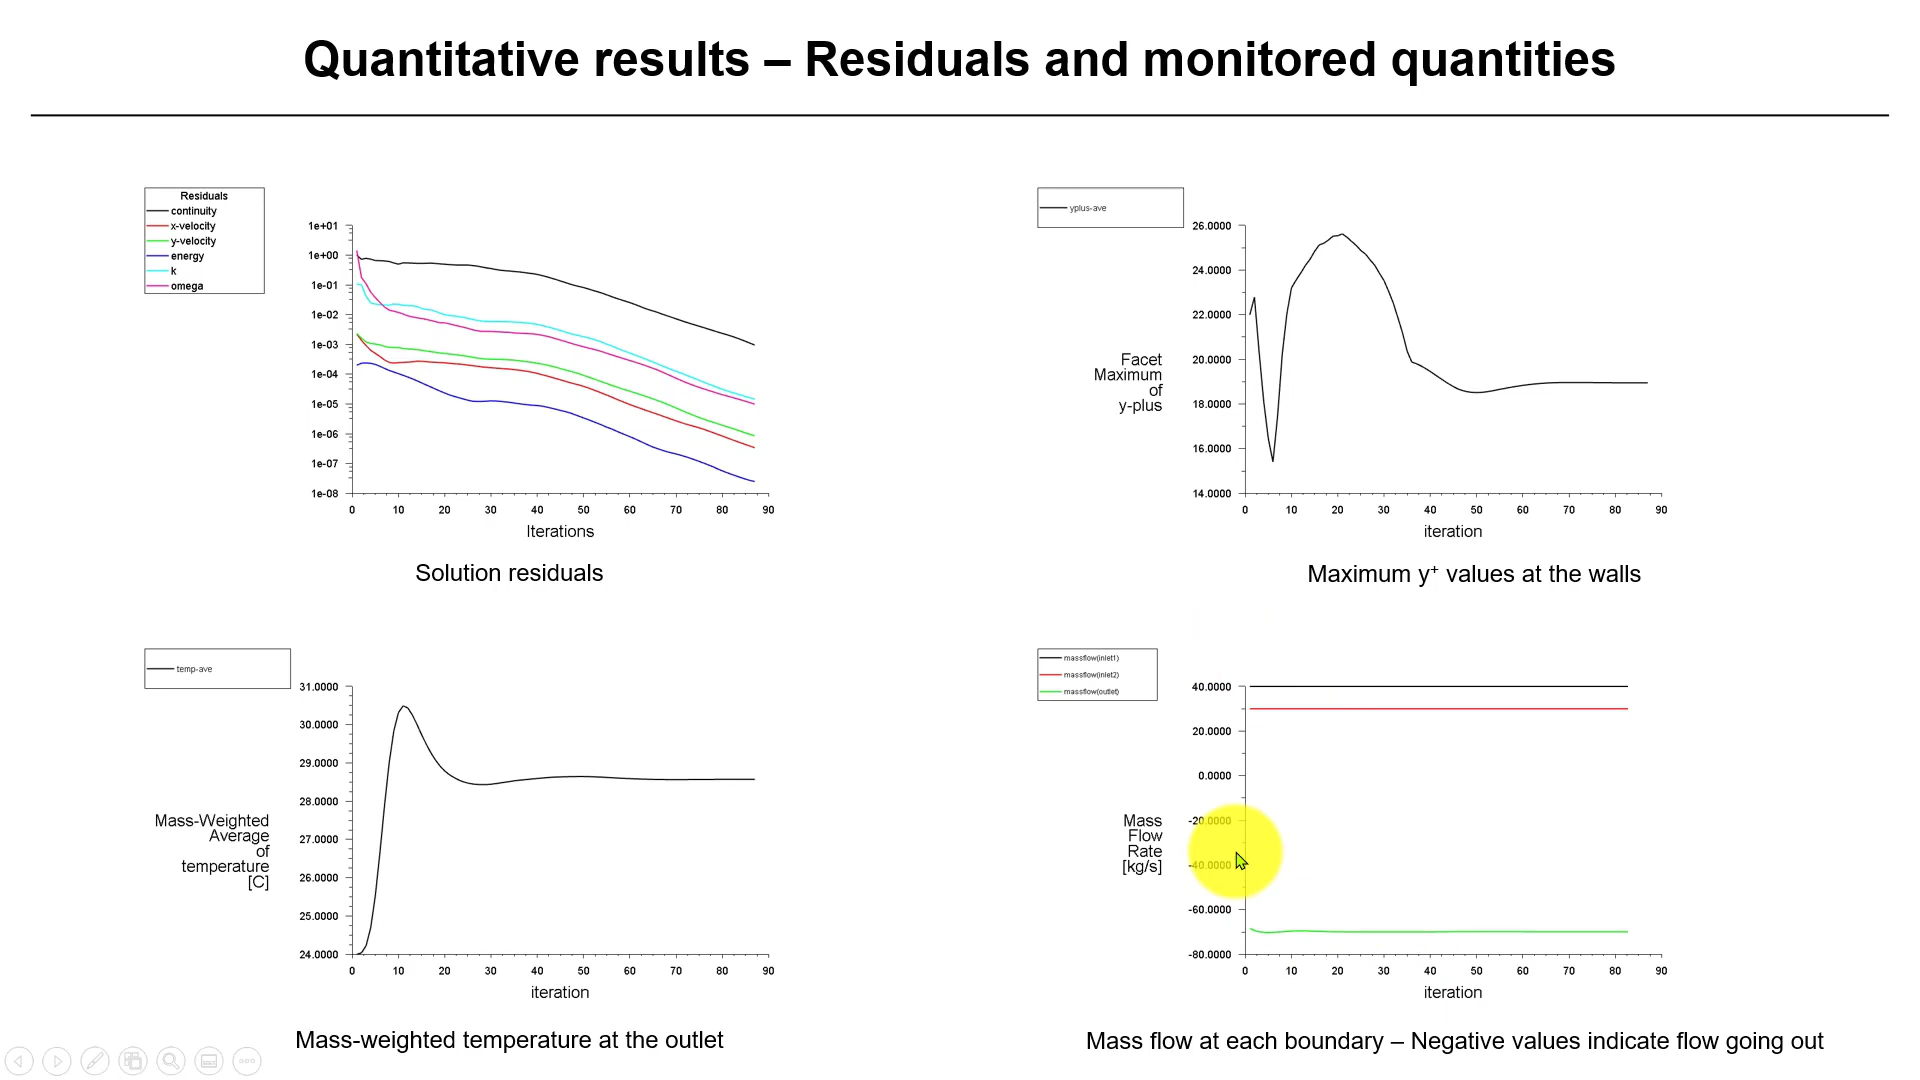 Quantitative results – Residuals and monitored quantities
Residuals
continuity
x-velocity
y-velocity
energy
k
omega
1e+01
1e+00
1e-01
1e-02
1e-03
1e-04
1e-05
1e-06
1e-07
1e-08
0 10 20 30 40 50 60 70 80 90
Iterations
Solution residuals
yplus-ave
26.0000
24.0000
22.0000
20.0000
18.0000
16.0000
14.0000
Facet
Maximum
of
y-plus
0 10 20 30 40 50 60 70 80 90
iteration
Maximum y⁺ values at the walls
temp-ave
31.0000
30.0000
29.0000
28.0000
27.0000
26.0000
25.0000
24.0000
Mass-Weighted
Average
of
temperature
[C]
0 10 20 30 40 50 60 70 80 90
iteration
Mass-weighted temperature at the outlet
massflow(inlet1)
massflow(inlet2)
massflow(outlet)
40.0000
20.0000
0.0000
-20.0000
-40.0000
-60.0000
-80.0000
Mass
Flow
Rate
[kg/s]
0 10 20 30 40 50 60 70 80 90
iteration
Mass flow at each boundary – Negative values indicate flow going out